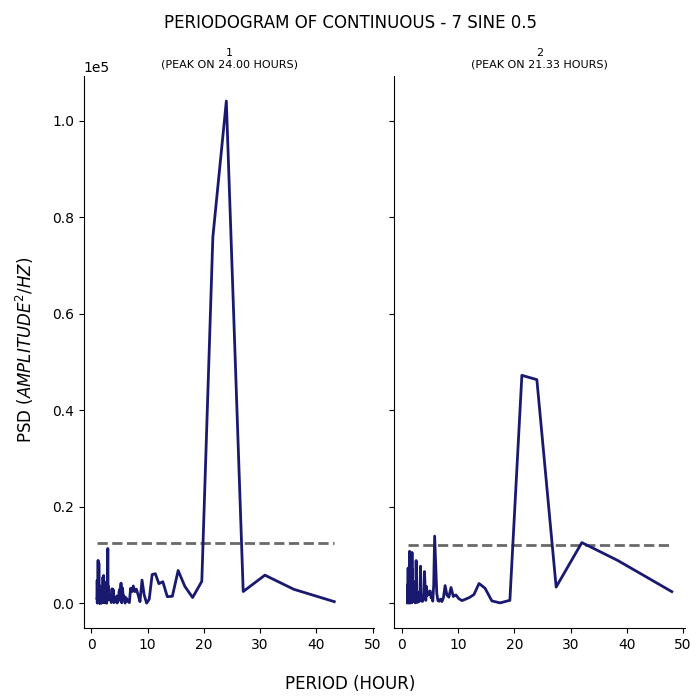 PERIODOGRAM OF CONTINUOUS - 7 SINE 0.5
1
(PEAK ON 24.00 HOURS)
2
(PEAK ON 21.33 HOURS)
1e5
1.0
0.8
0.6
0.4
0.2
0.0
PSD (AMPLITUDE²/HZ)
0 10 20 30 40 50
0 10 20 30 40 50
PERIOD (HOUR)